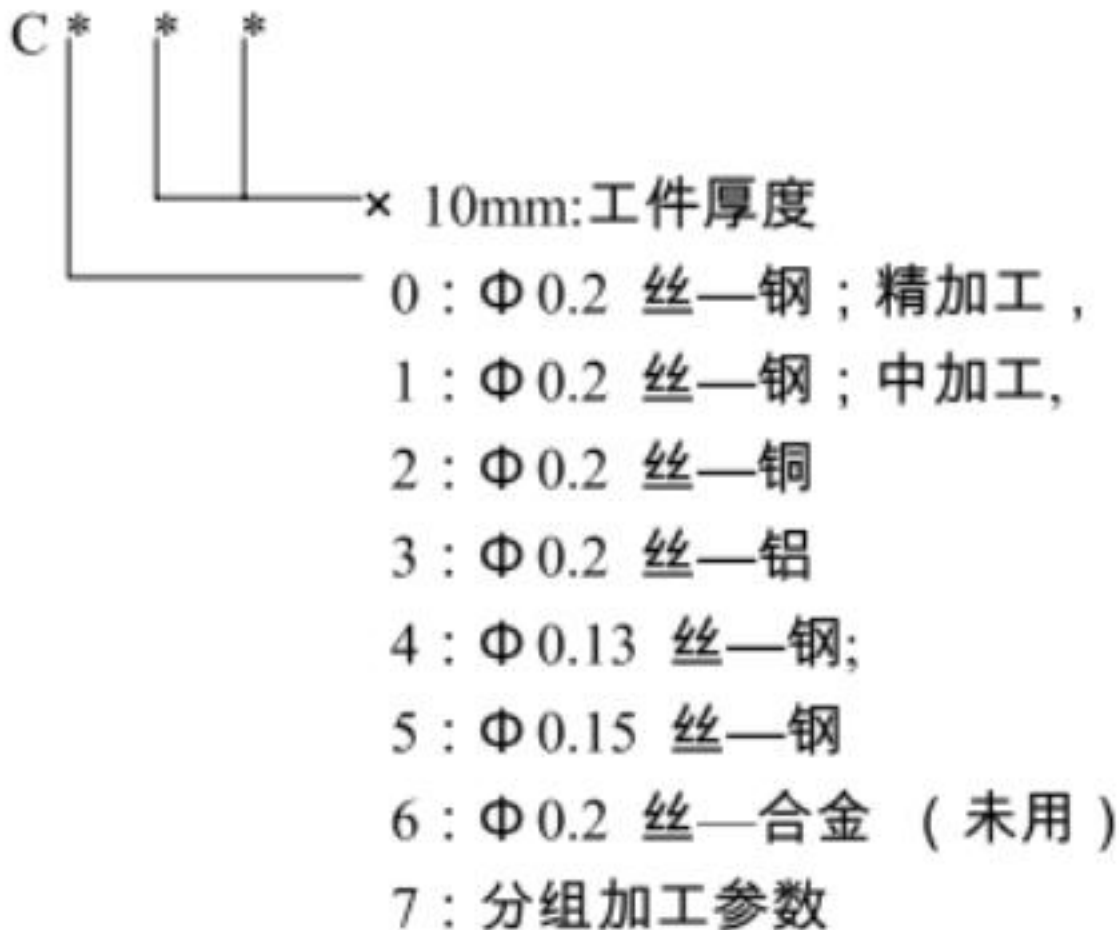 C * * *
× 10mm:工件厚度
0：Φ0.2 丝—钢；精加工，
1：Φ0.2 丝—钢；中加工,
2：Φ0.2 丝—铜
3：Φ0.2 丝—铝
4：Φ0.13 丝—钢;
5：Φ0.15 丝—钢
6：Φ0.2 丝—合金 （未用）
7：分组加工参数